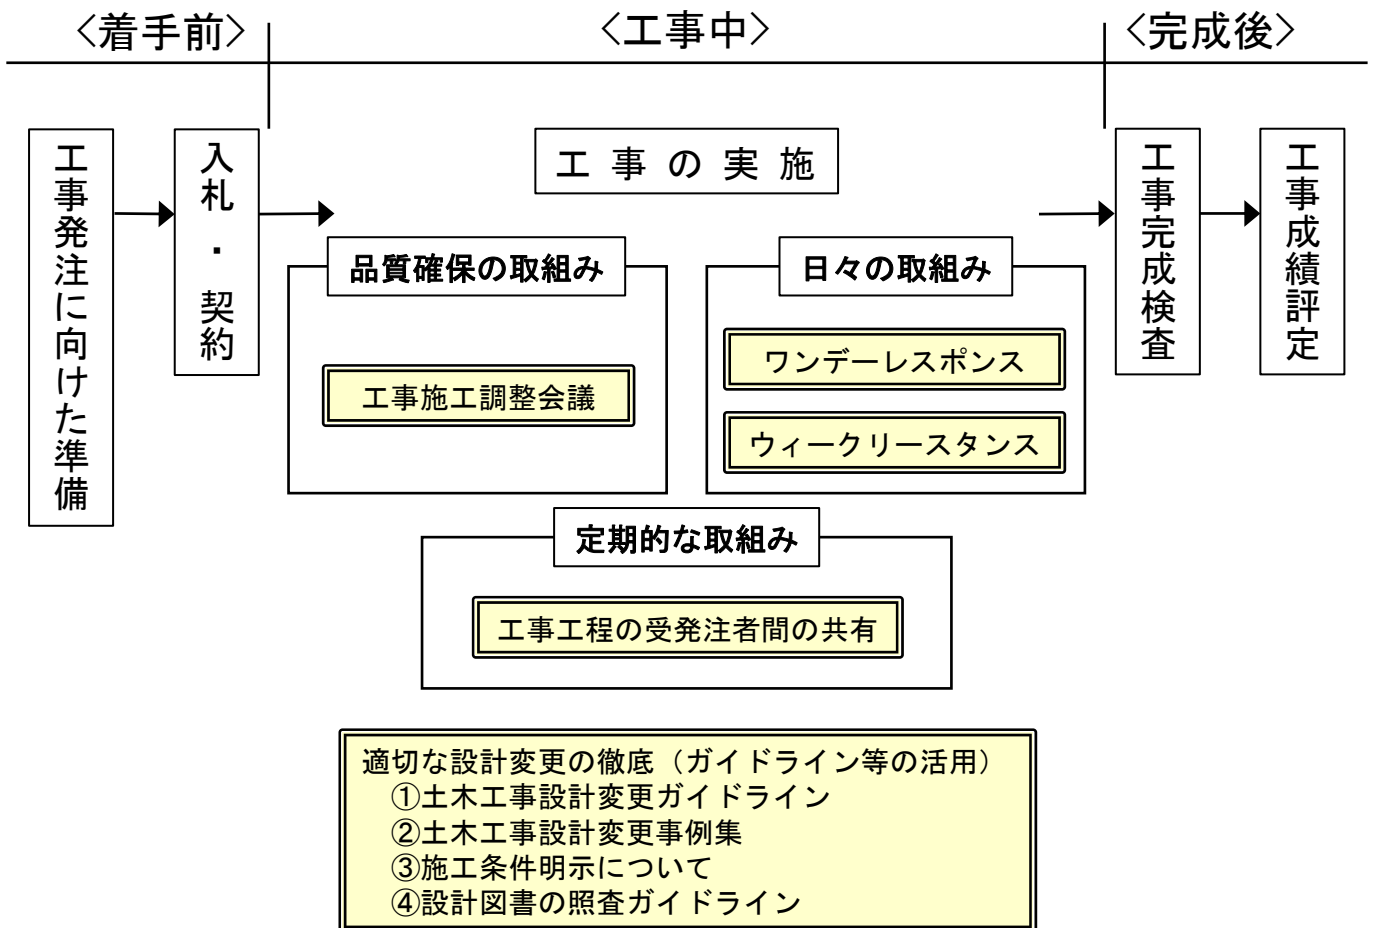 〈着手前〉
〈工事中〉
〈完成後〉
工事発注に向けた準備
入札・契約
工事の実施
品質確保の取組み
工事施工調整会議
日々の取組み
ワンデーレスポンス
ウィークリースタンス
定期的な取組み
工事工程の受発注者間の共有
工事完成検査
工事成績評定
適切な設計変更の徹底（ガイドライン等の活用）
①土木工事設計変更ガイドライン
②土木工事設計変更事例集
③施工条件明示について
④設計図書の照査ガイドライン